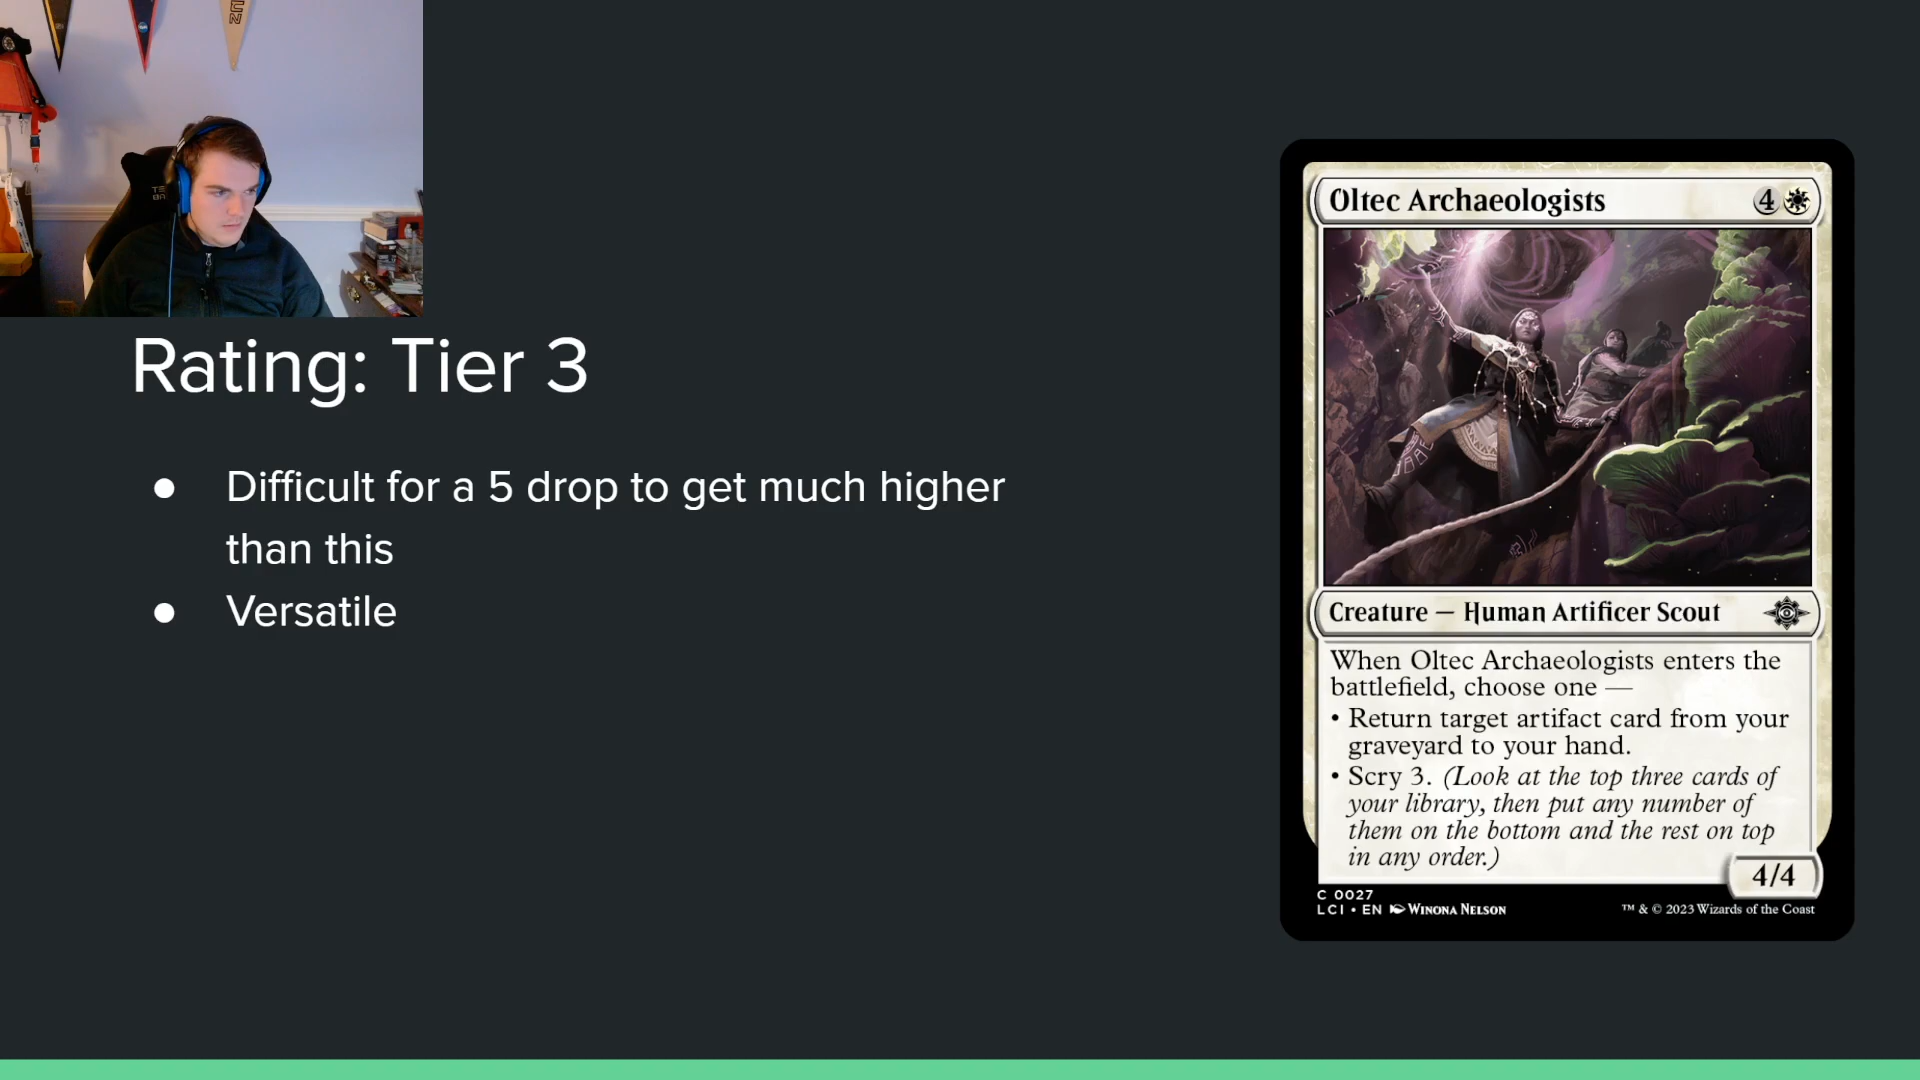 Rating: Tier 3
● Difficult for a 5 drop to get much higher
than this
● Versatile
Oltec Archaeologists 4
Creature — Human Artificer Scout
When Oltec Archaeologists enters the
battlefield, choose one —
• Return target artifact card from your
graveyard to your hand.
• Scry 3. (Look at the top three cards of
your library, then put any number of
them on the bottom and the rest on top
in any order.)
4/4
C 0027
LCI • EN Winona Nelson
™ & © 2023 Wizards of the Coast